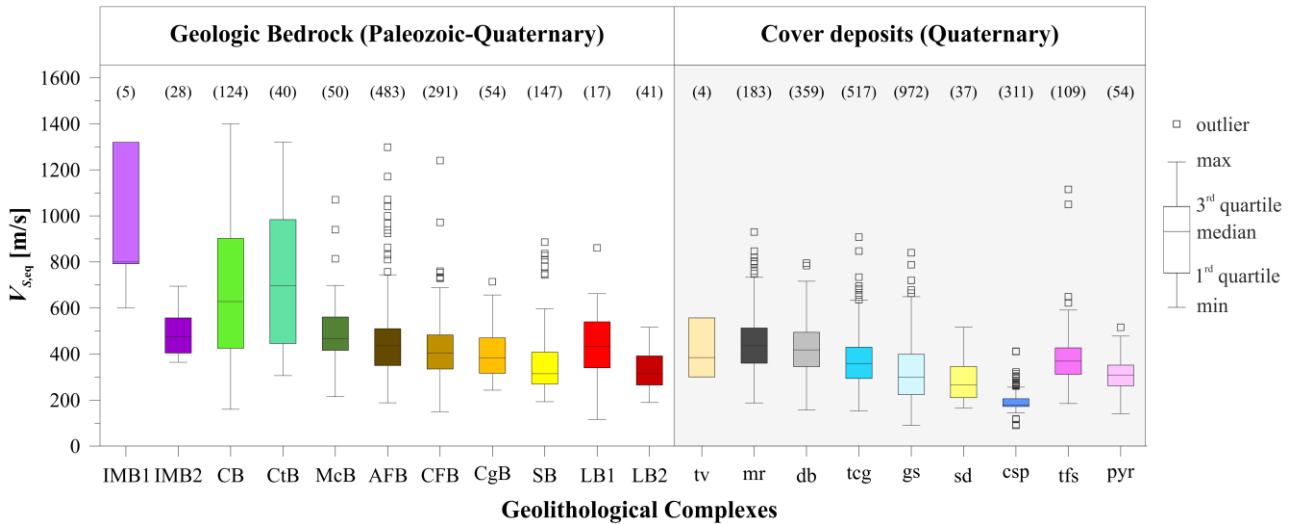 Geologic Bedrock (Paleozoic-Quaternary) Cover deposits (Quaternary)
(5) (28) (124) (40) (50) (483) (291) (54) (147) (17) (41) (4) (183) (359) (517) (972) (37) (311) (109) (54)
1600
1400
1200
1000
800
600
400
200
0
V_S,eq [m/s]
IMB1 IMB2 CB CtB McB AFB CFB CgB SB LB1 LB2 tv mr db tcg gs sd csp tfs pyr
Geolithological Complexes
outlier
max
3rd quartile
median
1rd quartile
min